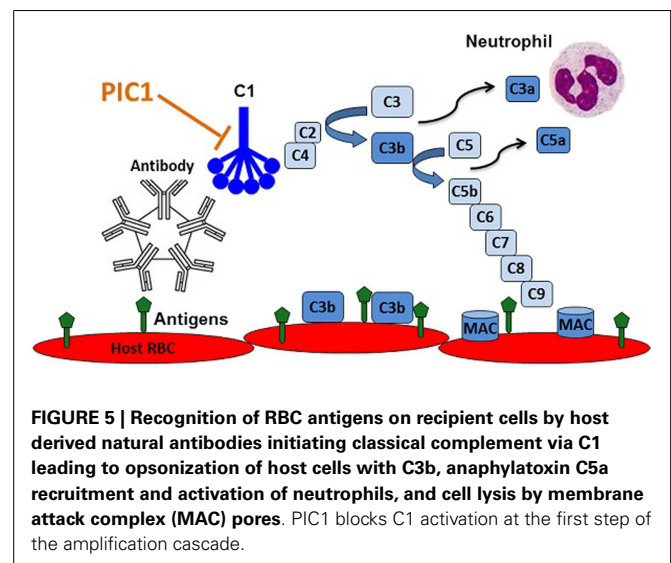 Neutrophil
PIC1
C1
C3
C3a
C2
C4
C3b
C5
C5a
Antibody
C5b
C6
C7
C8
C9
C3b
C3b
MAC
MAC
Antigens
Host RBC
FIGURE 5 | Recognition of RBC antigens on recipient cells by host
derived natural antibodies initiating classical complement via C1
leading to opsonization of host cells with C3b, anaphylatoxin C5a
recruitment and activation of neutrophils, and cell lysis by membrane
attack complex (MAC) pores. PIC1 blocks C1 activation at the first step of
the amplification cascade.